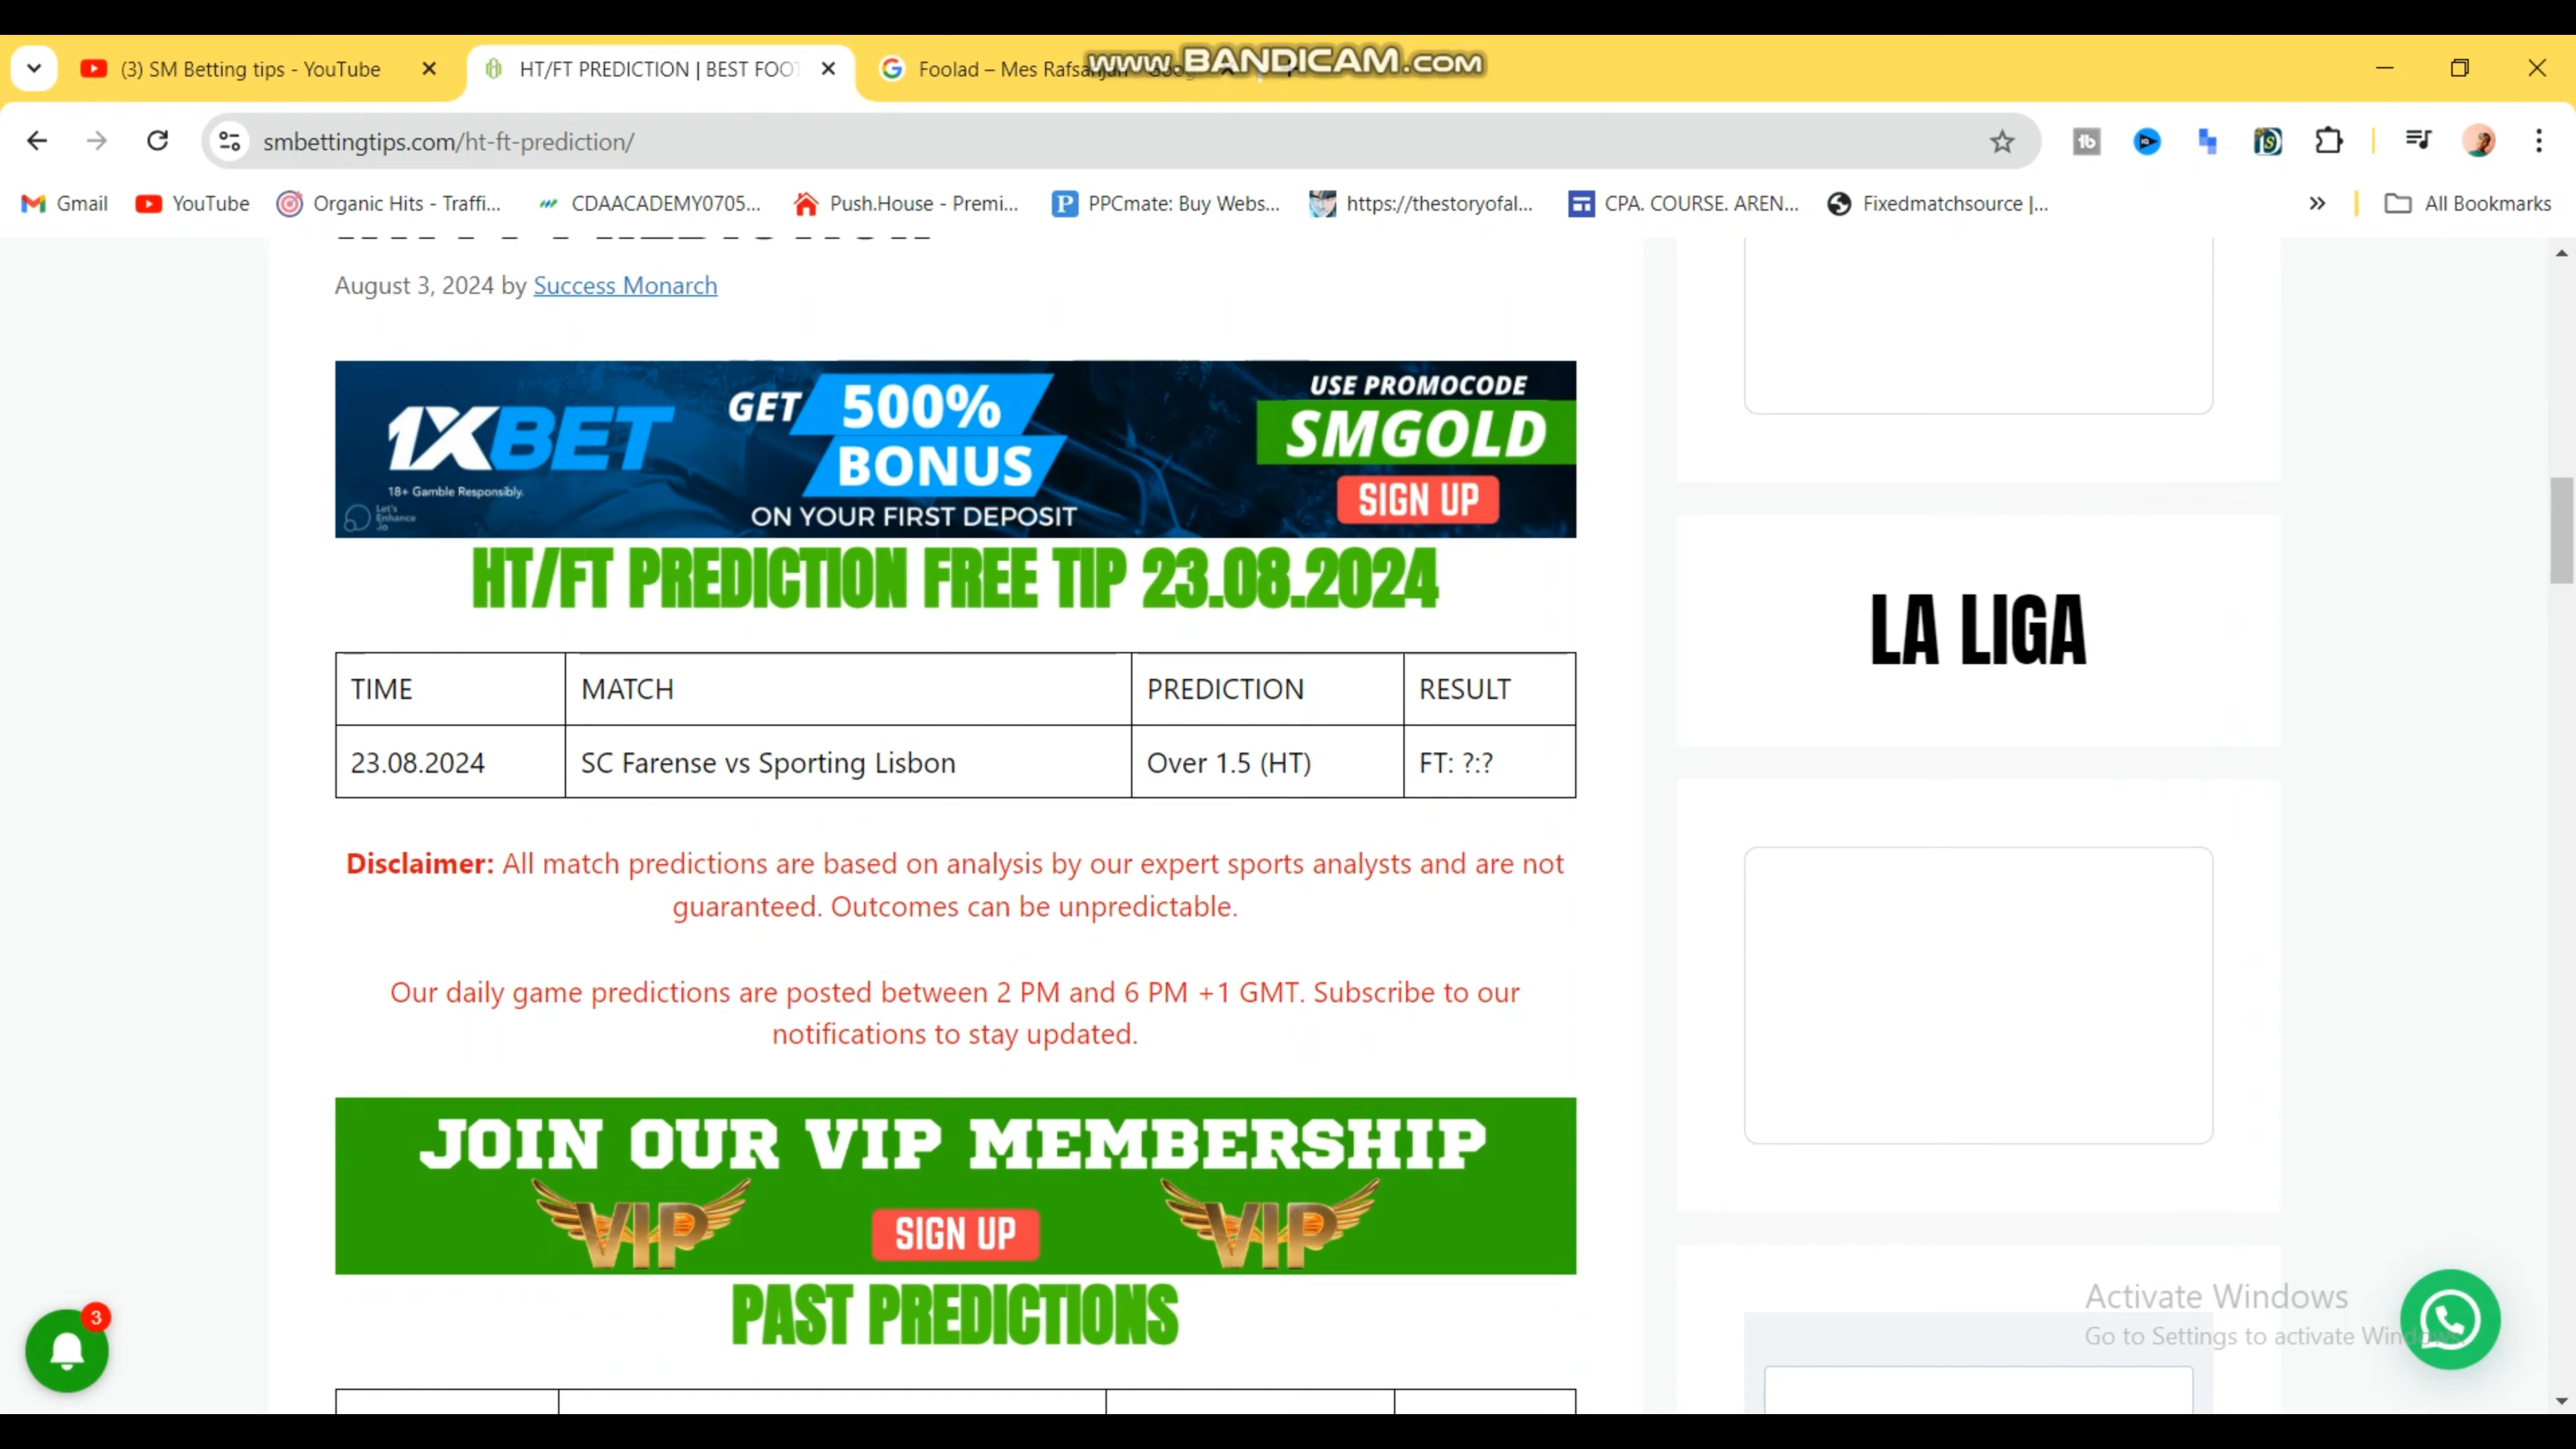 (3) SM Betting tips - YouTube
HT/FT PREDICTION | BEST FOOT
Foolad – Mes Rafsanjan
www.BANDICAM.com
smbettingtips.com/ht-ft-prediction/
Gmail
YouTube
Organic Hits - Traffi...
CDAACADEMY0705...
Push.House - Premi...
PPCmate: Buy Webs...
https://thestoryofal...
CPA. COURSE. AREN...
Fixedmatchsource |...
»
All Bookmarks
August 3, 2024 by Success Monarch
1XBET
18+ Gamble Responsibly.
Let's
Enhance
GET 500%
BONUS
ON YOUR FIRST DEPOSIT
USE PROMOCODE
SMGOLD
SIGN UP
HT/FT PREDICTION FREE TIP 23.08.2024
TIME MATCH PREDICTION RESULT
23.08.2024 SC Farense vs Sporting Lisbon Over 1.5 (HT) FT: ?:?
Disclaimer: All match predictions are based on analysis by our expert sports analysts and are not
guaranteed. Outcomes can be unpredictable.
Our daily game predictions are posted between 2 PM and 6 PM +1 GMT. Subscribe to our
notifications to stay updated.
JOIN OUR VIP MEMBERSHIP
VIP SIGN UP VIP
PAST PREDICTIONS
LA LIGA
3
Activate Windows
Go to Settings to activate Windows.